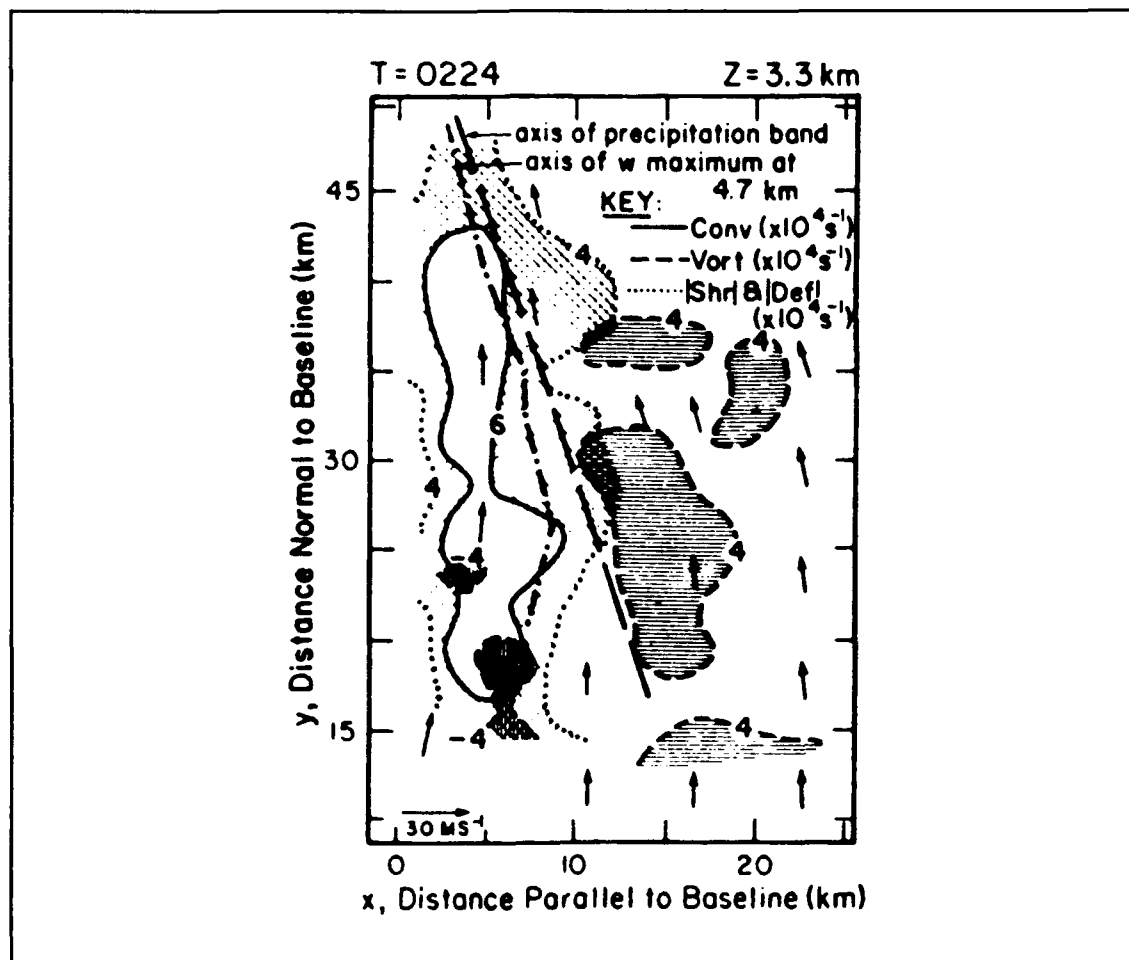 T = 0224 Z = 3.3 km
axis of precipitation band
axis of w maximum at
4.7 km
KEY:
Conv (x10⁴s⁻¹)
Vort (x10⁴s⁻¹)
|Shr| & |Def|
(x10⁴s⁻¹)
45
30
15
4
4
4
6
4
-4
4
-4
4
30 MS⁻¹
0 10 20
x, Distance Parallel to Baseline (km)
y, Distance Normal to Baseline (km)